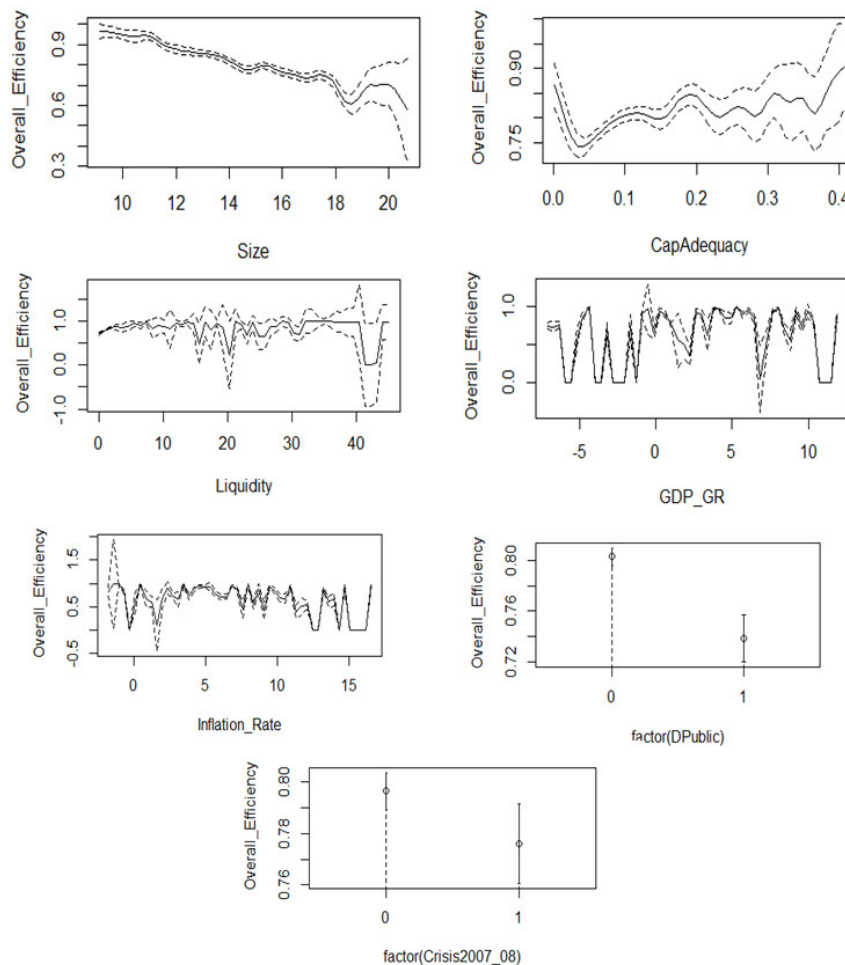 Overall_Efficiency
0.3 0.6 0.9
10 12 14 16 18 20
Size
Overall_Efficiency
0.75 0.90
0.0 0.1 0.2 0.3 0.4
CapAdequacy
Overall_Efficiency
-1.0 0.0 1.0
0 10 20 30 40
Liquidity
Overall_Efficiency
0.0 1.0
-5 0 5 10
GDP_GR
Overall_Efficiency
-0.5 0.5 1.5
0 5 10 15
Inflation_Rate
Overall_Efficiency
0.72 0.76 0.80
0 1
factor(DPublic)
Overall_Efficiency
0.76 0.78 0.80
0 1
factor(Crisis2007_08)